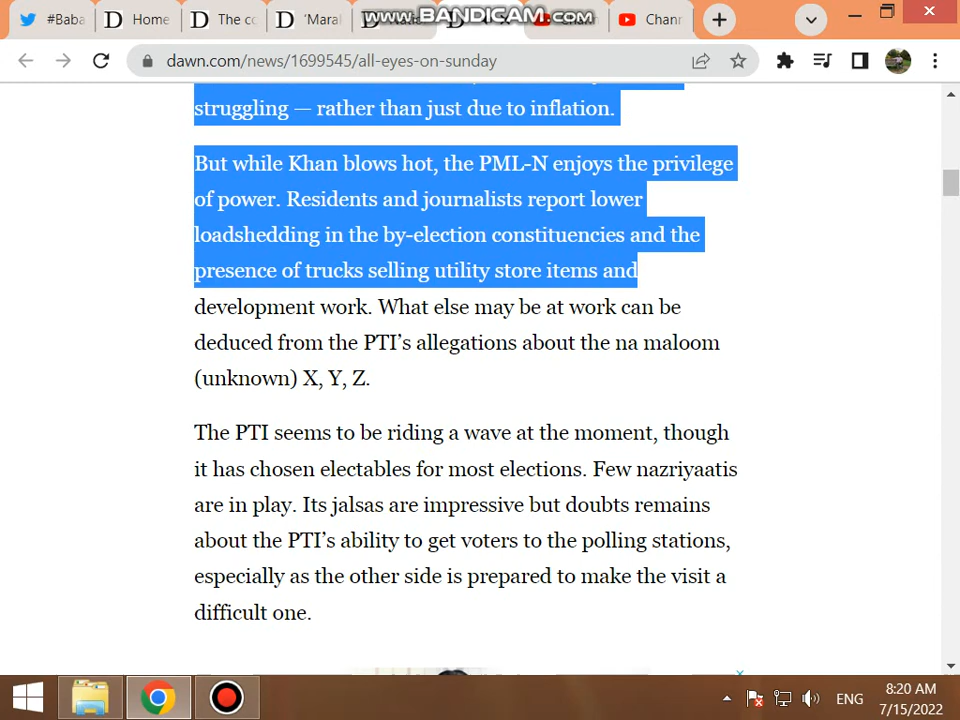 #Baba
Home
The co
'Mara
www.BANDICAM.com
Chann
dawn.com/news/1699545/all-eyes-on-sunday
struggling — rather than just due to inflation.
But while Khan blows hot, the PML-N enjoys the privilege
of power. Residents and journalists report lower
loadshedding in the by-election constituencies and the
presence of trucks selling utility store items and
development work. What else may be at work can be
deduced from the PTI's allegations about the na maloom
(unknown) X, Y, Z.
The PTI seems to be riding a wave at the moment, though
it has chosen electables for most elections. Few nazriyaatis
are in play. Its jalsas are impressive but doubts remains
about the PTI's ability to get voters to the polling stations,
especially as the other side is prepared to make the visit a
difficult one.
ENG
8:20 AM
7/15/2022